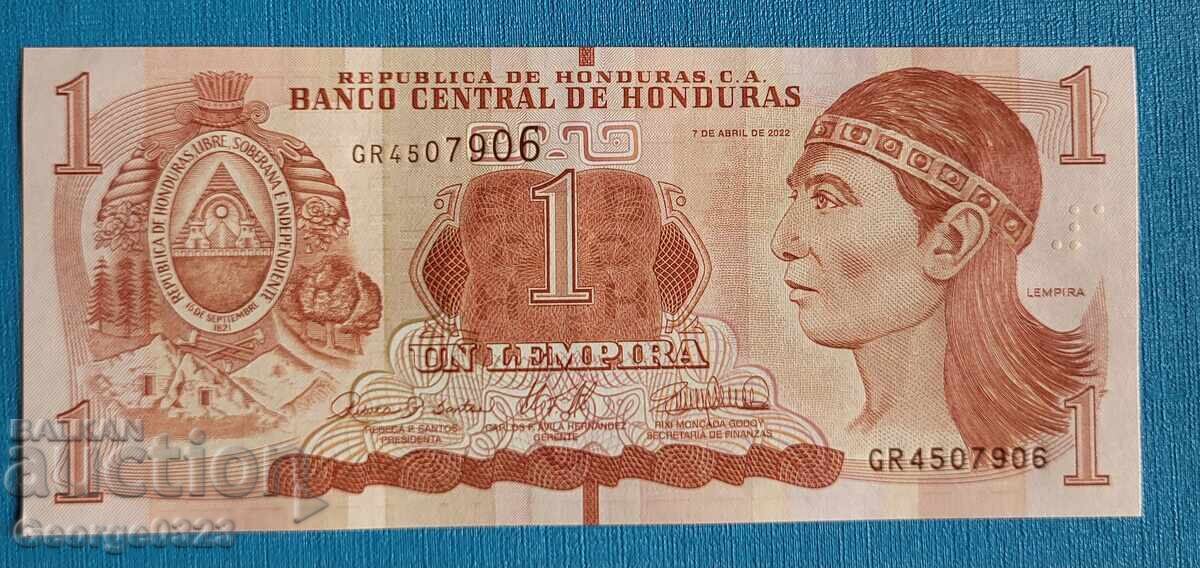 1
1
REPUBLICA DE HONDURAS, C.A.
BANCO CENTRAL DE HONDURAS
7 DE ABRIL DE 2022
GR4507906
REPUBLICA DE HONDURAS, LIBRE, SOBERANA E INDEPENDIENTE
15 DE SEPTIEMBRE
1821
1
LEMPIRA
UN LEMPIRA
REBECA P. SANTOS
PRESIDENTA
CARLOS F. AVILA HERNANDEZ
GERENTE
RIXI MONCADA GODOY
SECRETARIA DE FINANZAS
GR4507906
1
1
BALKAN
auction
George0323